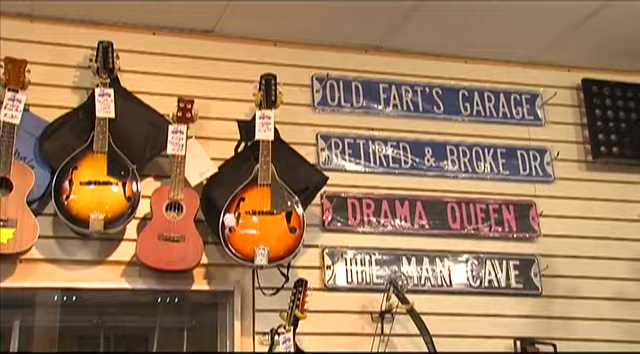 OLD FART'S GARAGE
RETIRED & BROKE DR
DRAMA QUEEN
THE MAN CAVE